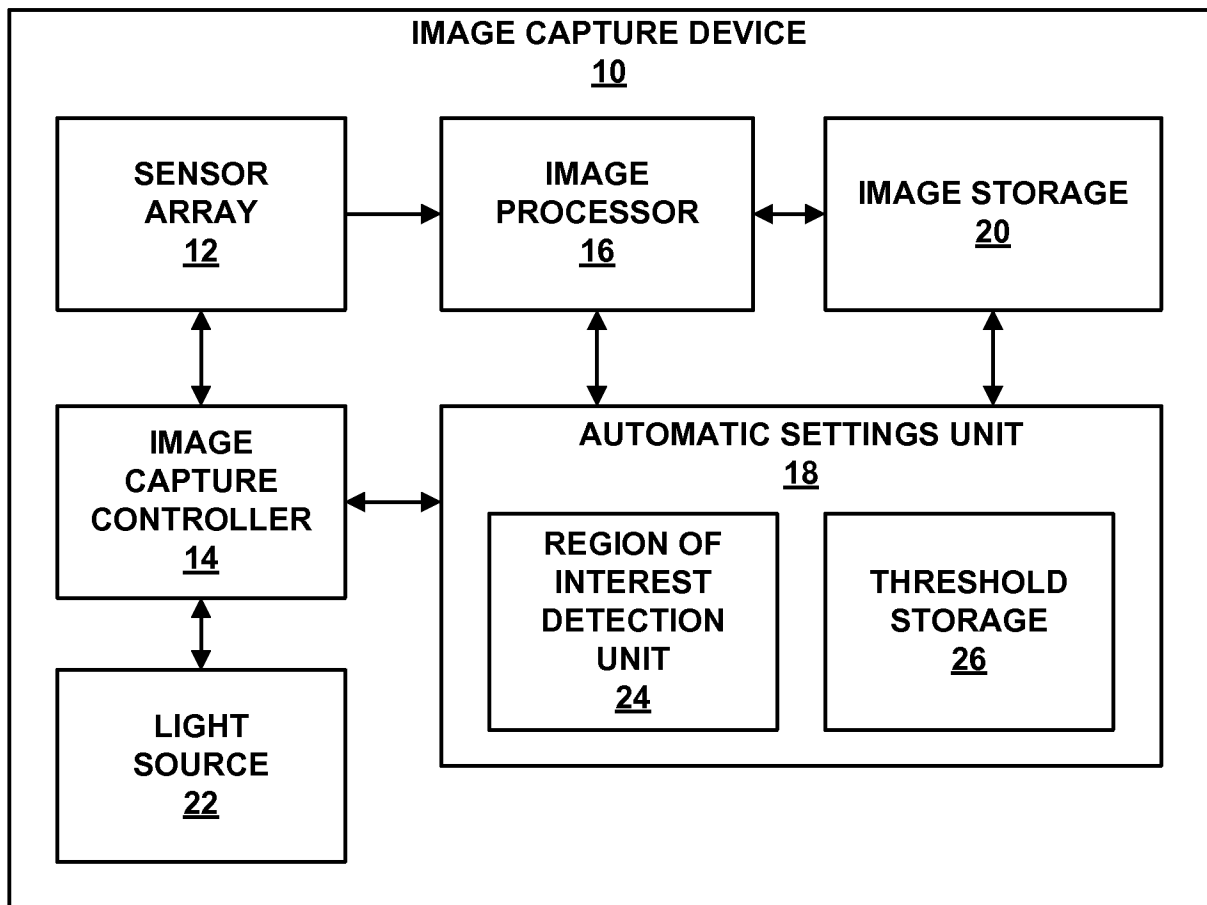 IMAGE CAPTURE DEVICE
10
SENSOR
ARRAY
12
IMAGE
PROCESSOR
16
IMAGE STORAGE
20
IMAGE
CAPTURE
CONTROLLER
14
AUTOMATIC SETTINGS UNIT
18
REGION OF
INTEREST
DETECTION
UNIT
24
THRESHOLD
STORAGE
26
LIGHT
SOURCE
22